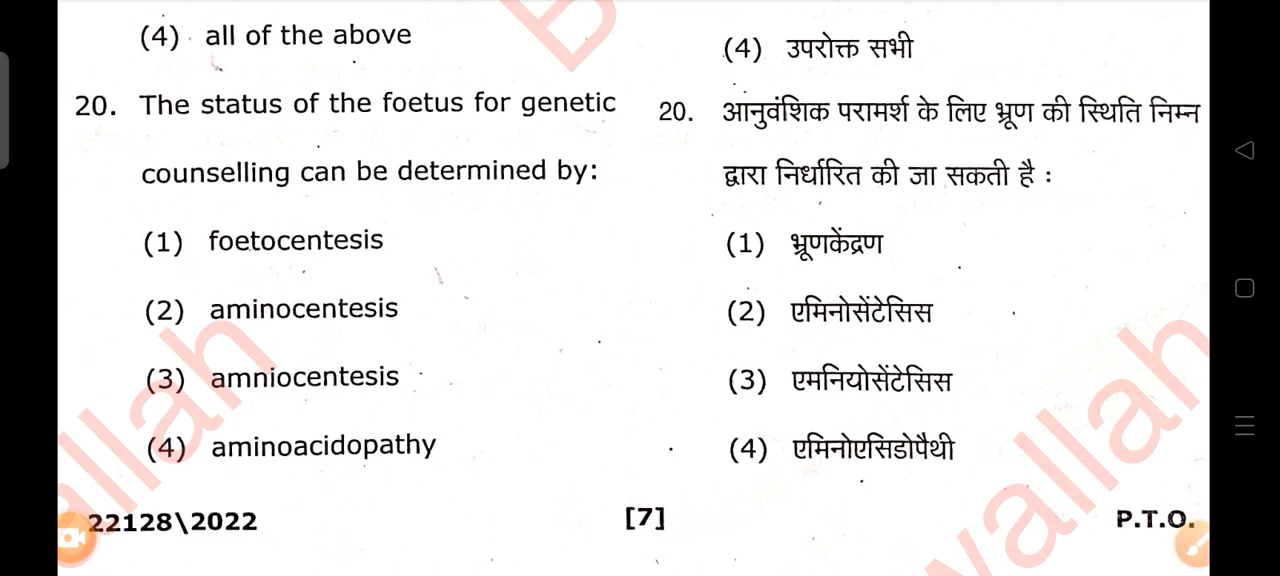 (4) all of the above
20. The status of the foetus for genetic
counselling can be determined by:
(1) foetocentesis
(2) aminocentesis
(3) amniocentesis
(4) aminoacidopathy
(4) उपरोक्त सभी
20. आनुवंशिक परामर्श के लिए भ्रूण की स्थिति निम्न
द्वारा निर्धारित की जा सकती है :
(1) भ्रूणकेंद्रण
(2) एमिनोसेंटेसिस
(3) एमनियोसेंटेसिस
(4) एमिनोएसिडोपैथी
22128\2022
[7]
P.T.O.